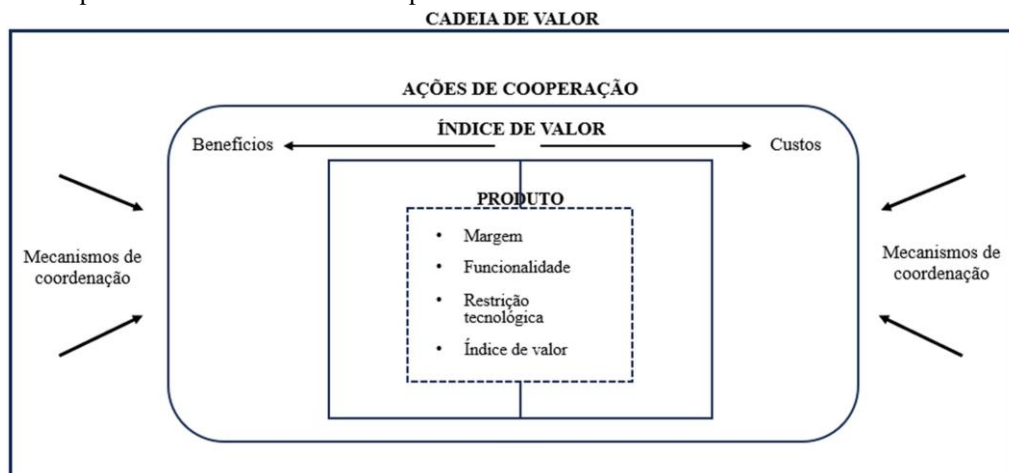 CADEIA DE VALOR
AÇÕES DE COOPERAÇÃO
ÍNDICE DE VALOR
Benefícios
Custos
PRODUTO
• Margem
• Funcionalidade
• Restrição
tecnológica
• Índice de valor
Mecanismos de
coordenação
Mecanismos de
coordenação